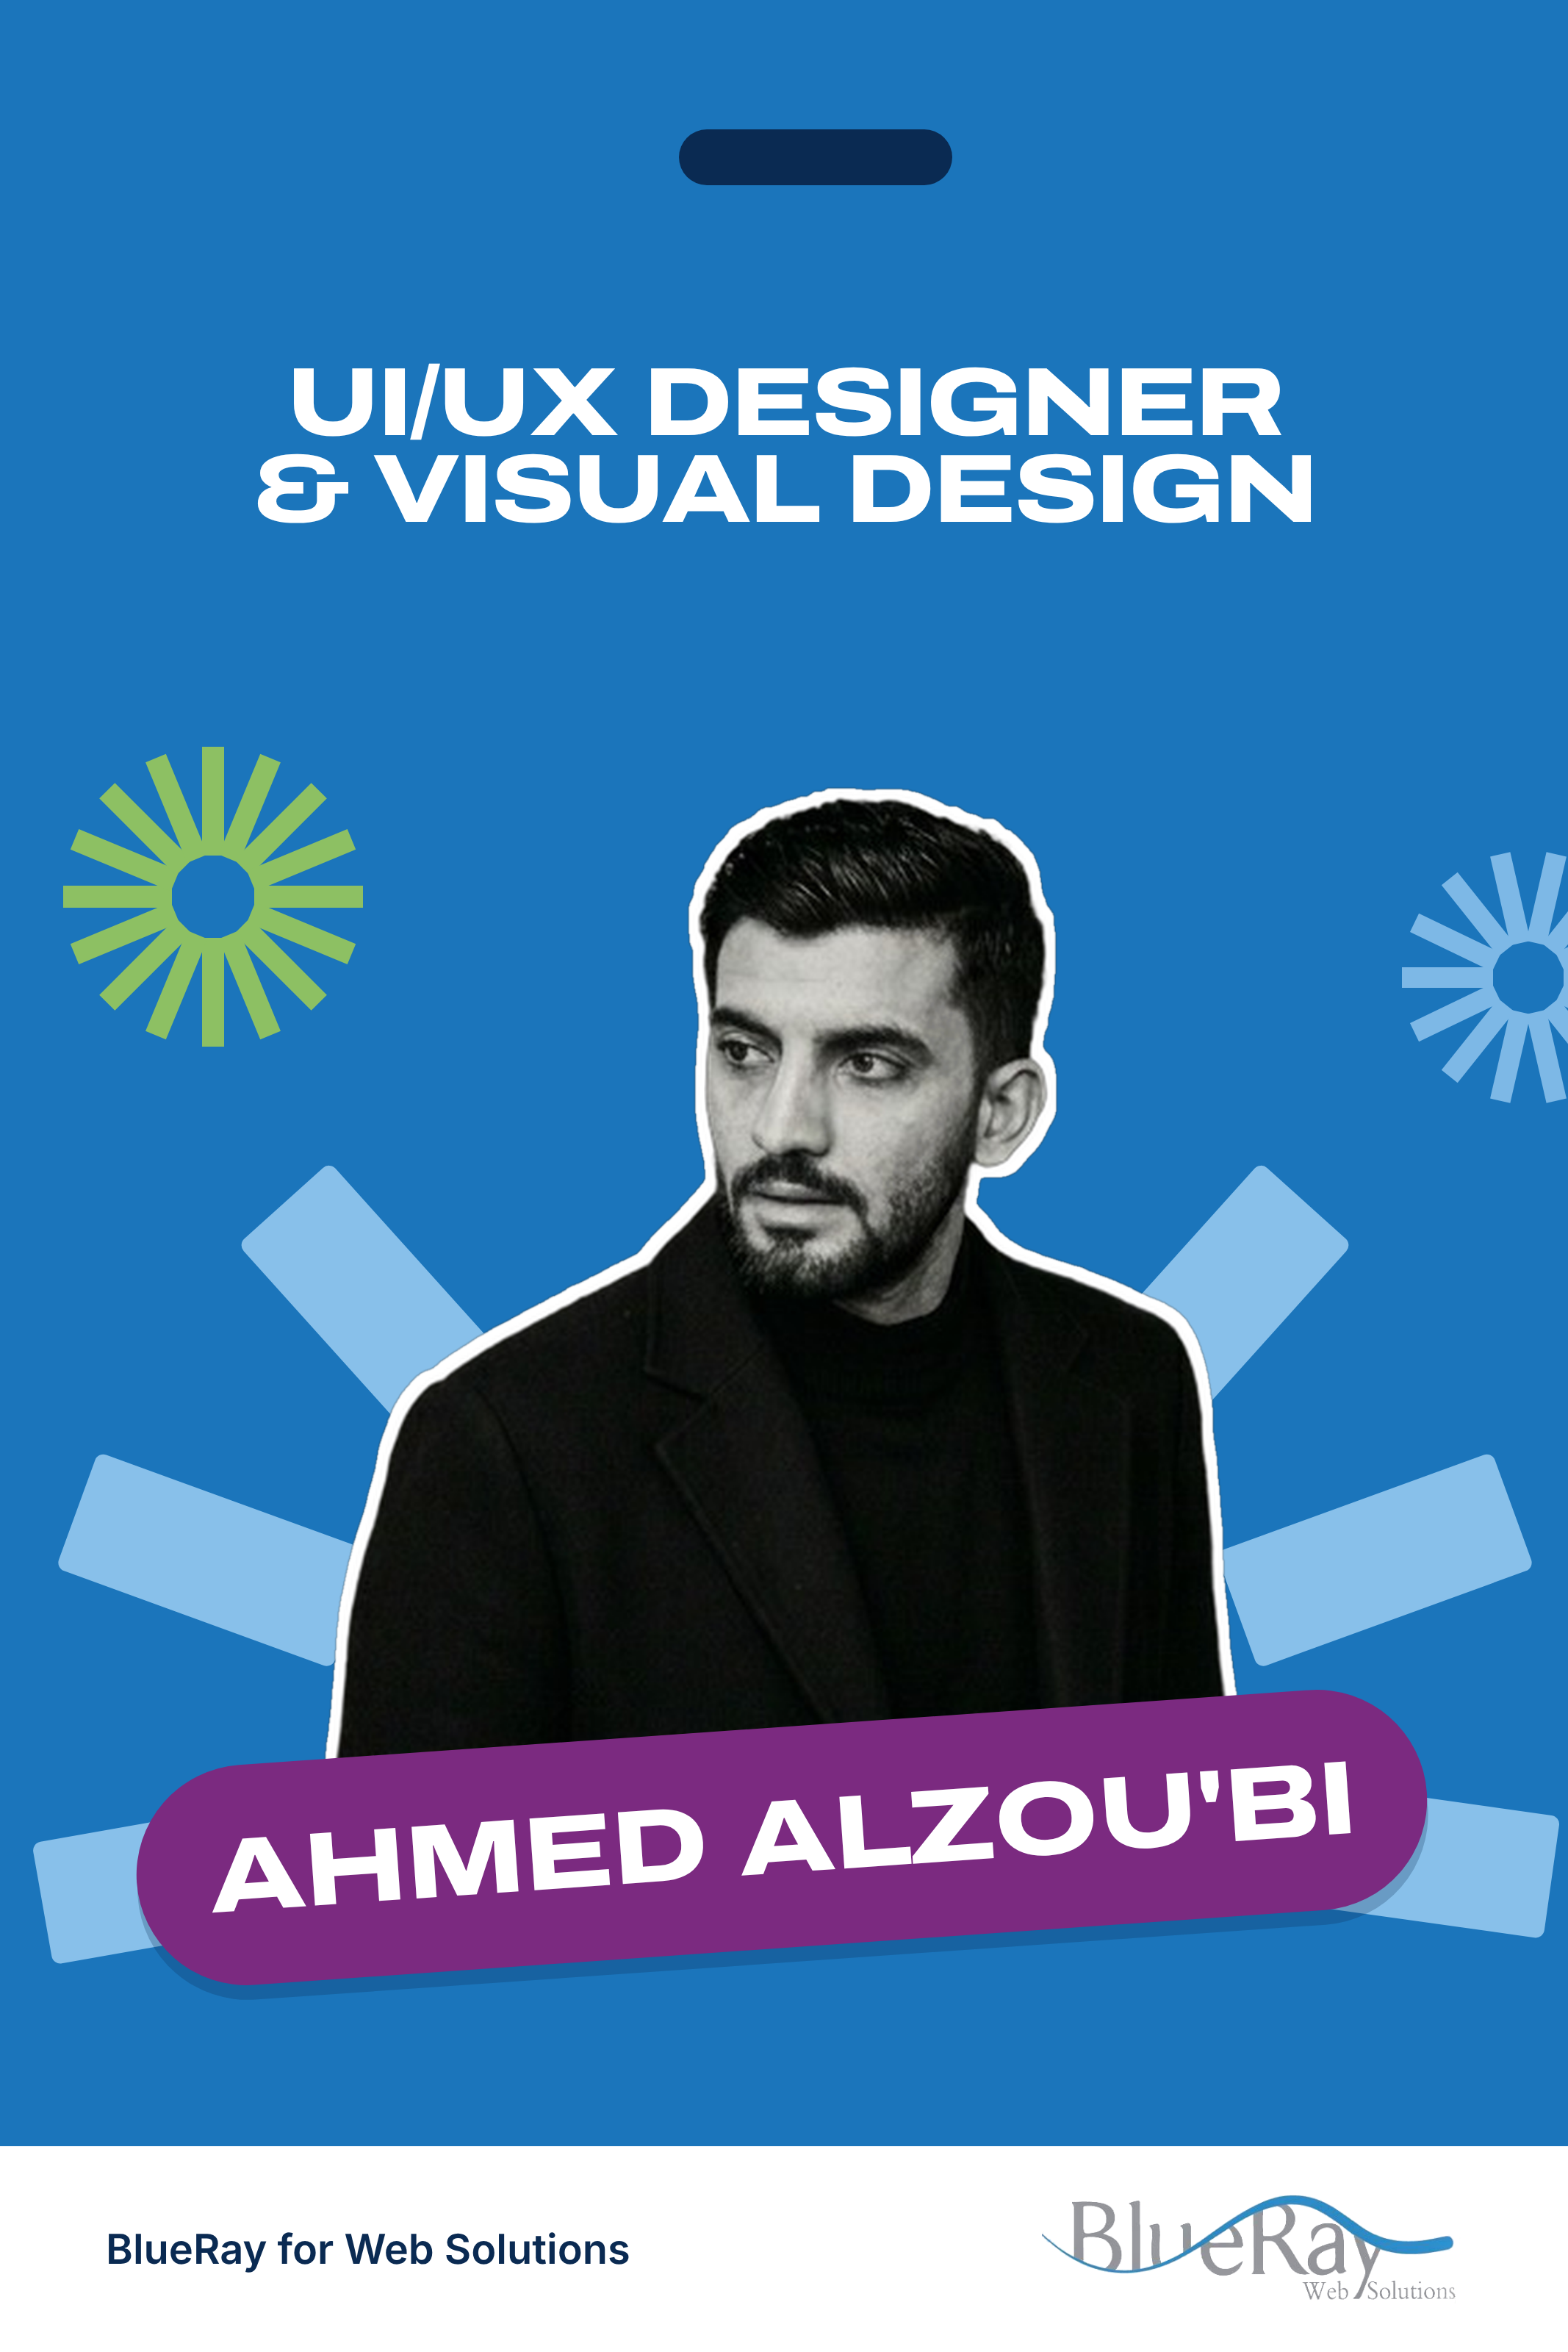 UI/UX DESIGNER
& VISUAL DESIGN
AHMED ALZOU'BI
BlueRay for Web Solutions
BlueRay
Web Solutions